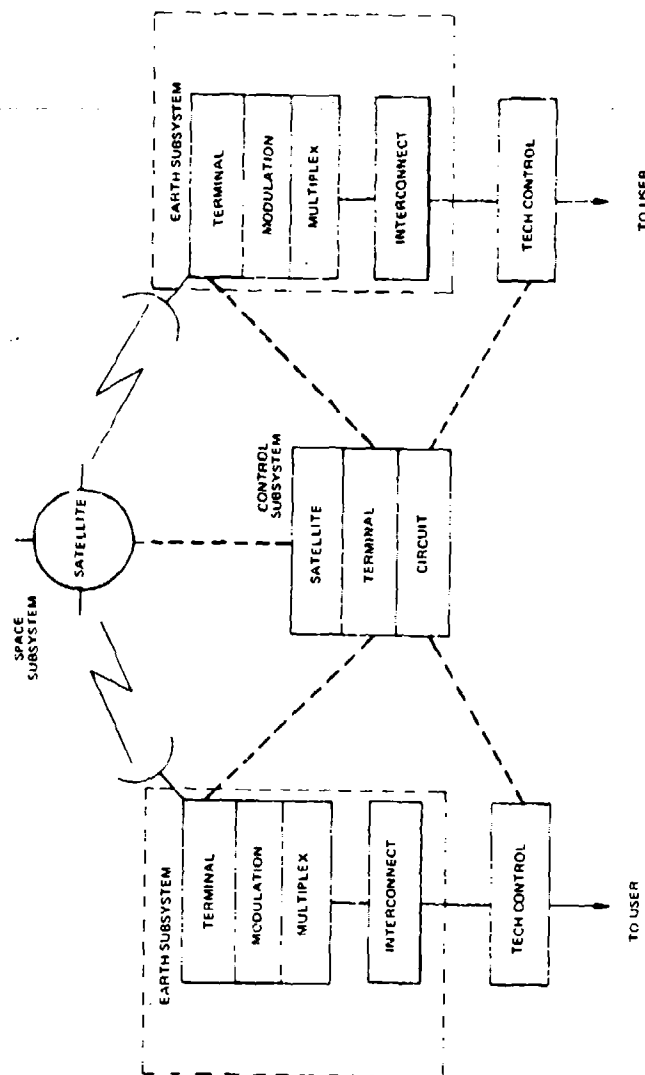 SPACE
SUBSYSTEM
SATELLITE
EARTH SUBSYSTEM
TERMINAL
MODULATION
MULTIPLEX
INTERCONNECT
TECH CONTROL
TO USER
CONTROL
SUBSYSTEM
SATELLITE
TERMINAL
CIRCUIT
EARTH SUBSYSTEM
TERMINAL
MODULATION
MULTIPLEX
INTERCONNECT
TECH CONTROL
TO USER